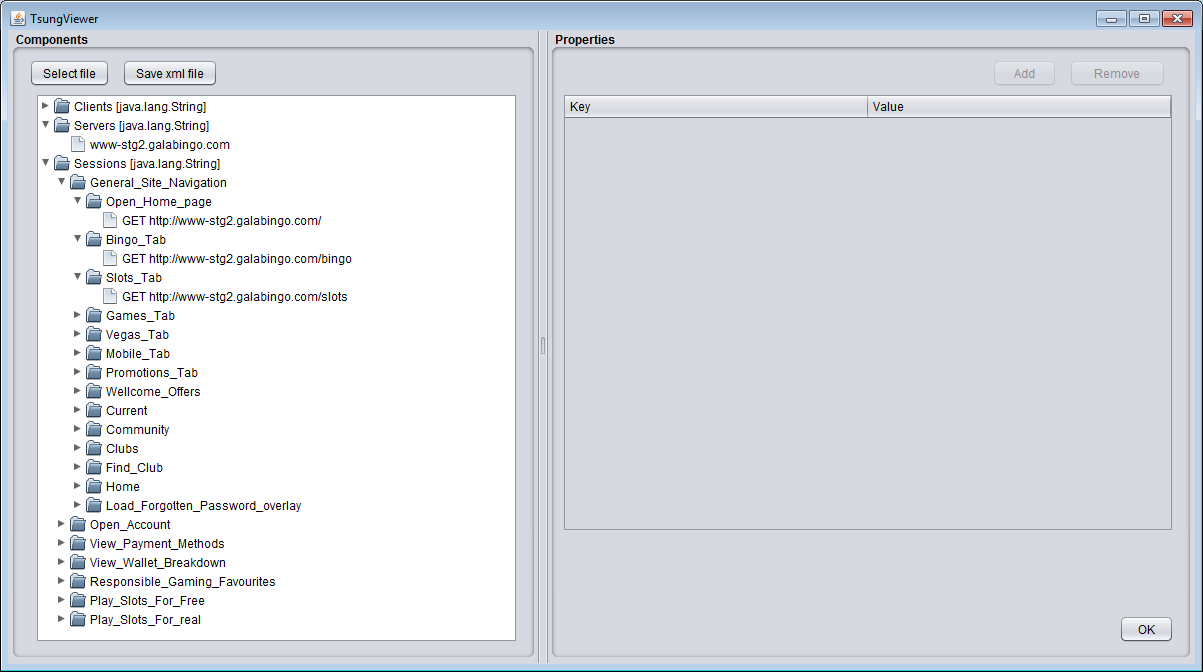 TsungViewer
Components
Select file
Save xml file
Clients [java.lang.String]
Servers [java.lang.String]
www-stg2.galabingo.com
Sessions [java.lang.String]
General_Site_Navigation
Open_Home_page
GET http://www-stg2.galabingo.com/
Bingo_Tab
GET http://www-stg2.galabingo.com/bingo
Slots_Tab
GET http://www-stg2.galabingo.com/slots
Games_Tab
Vegas_Tab
Mobile_Tab
Promotions_Tab
Wellcome_Offers
Current
Community
Clubs
Find_Club
Home
Load_Forgotten_Password_overlay
Open_Account
View_Payment_Methods
View_Wallet_Breakdown
Responsible_Gaming_Favourites
Play_Slots_For_Free
Play_Slots_For_real
Properties
Add
Remove
Key
Value
OK